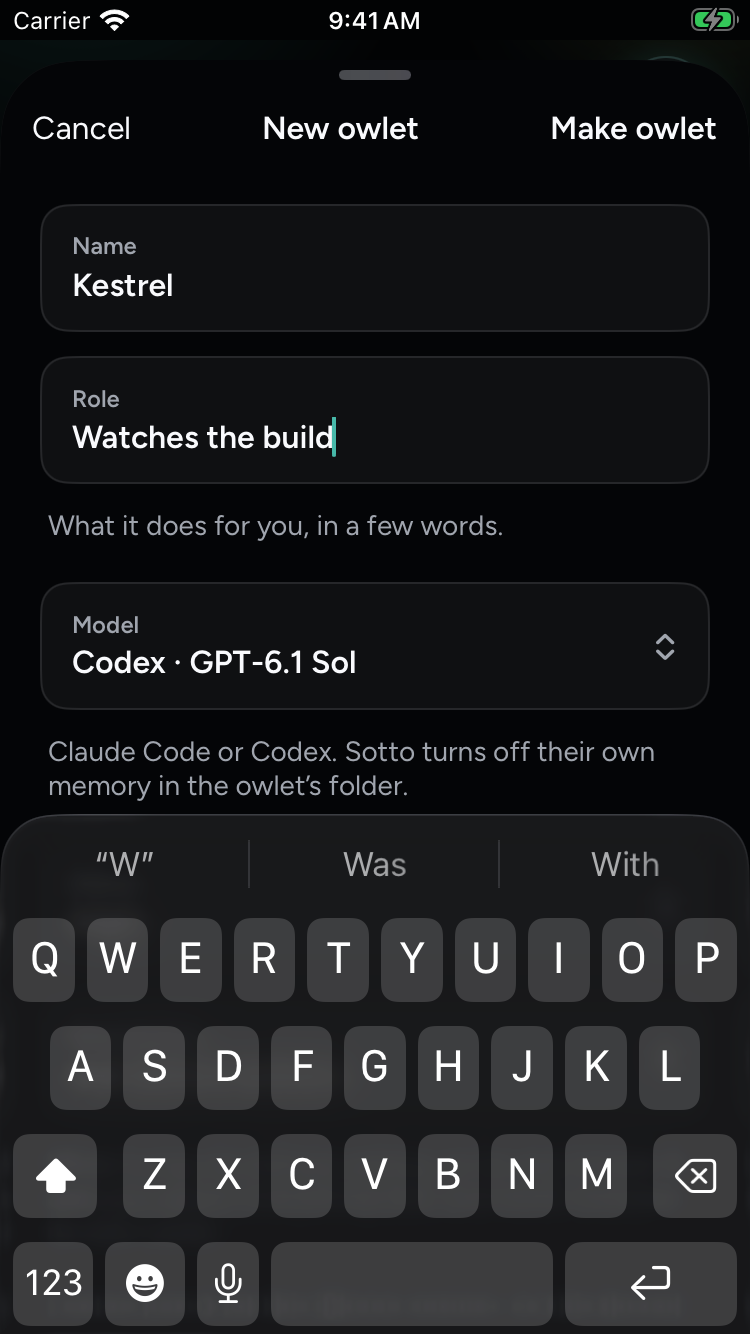 Carrier 9:41 AM
Cancel New owlet Make owlet
Name
Kestrel
Role
Watches the build
What it does for you, in a few words.
Model
Codex · GPT-6.1 Sol
Claude Code or Codex. Sotto turns off their own
memory in the owlet’s folder.
“W” Was With
Q W E R T Y U I O P
A S D F G H J K L
Z X C V B N M
123